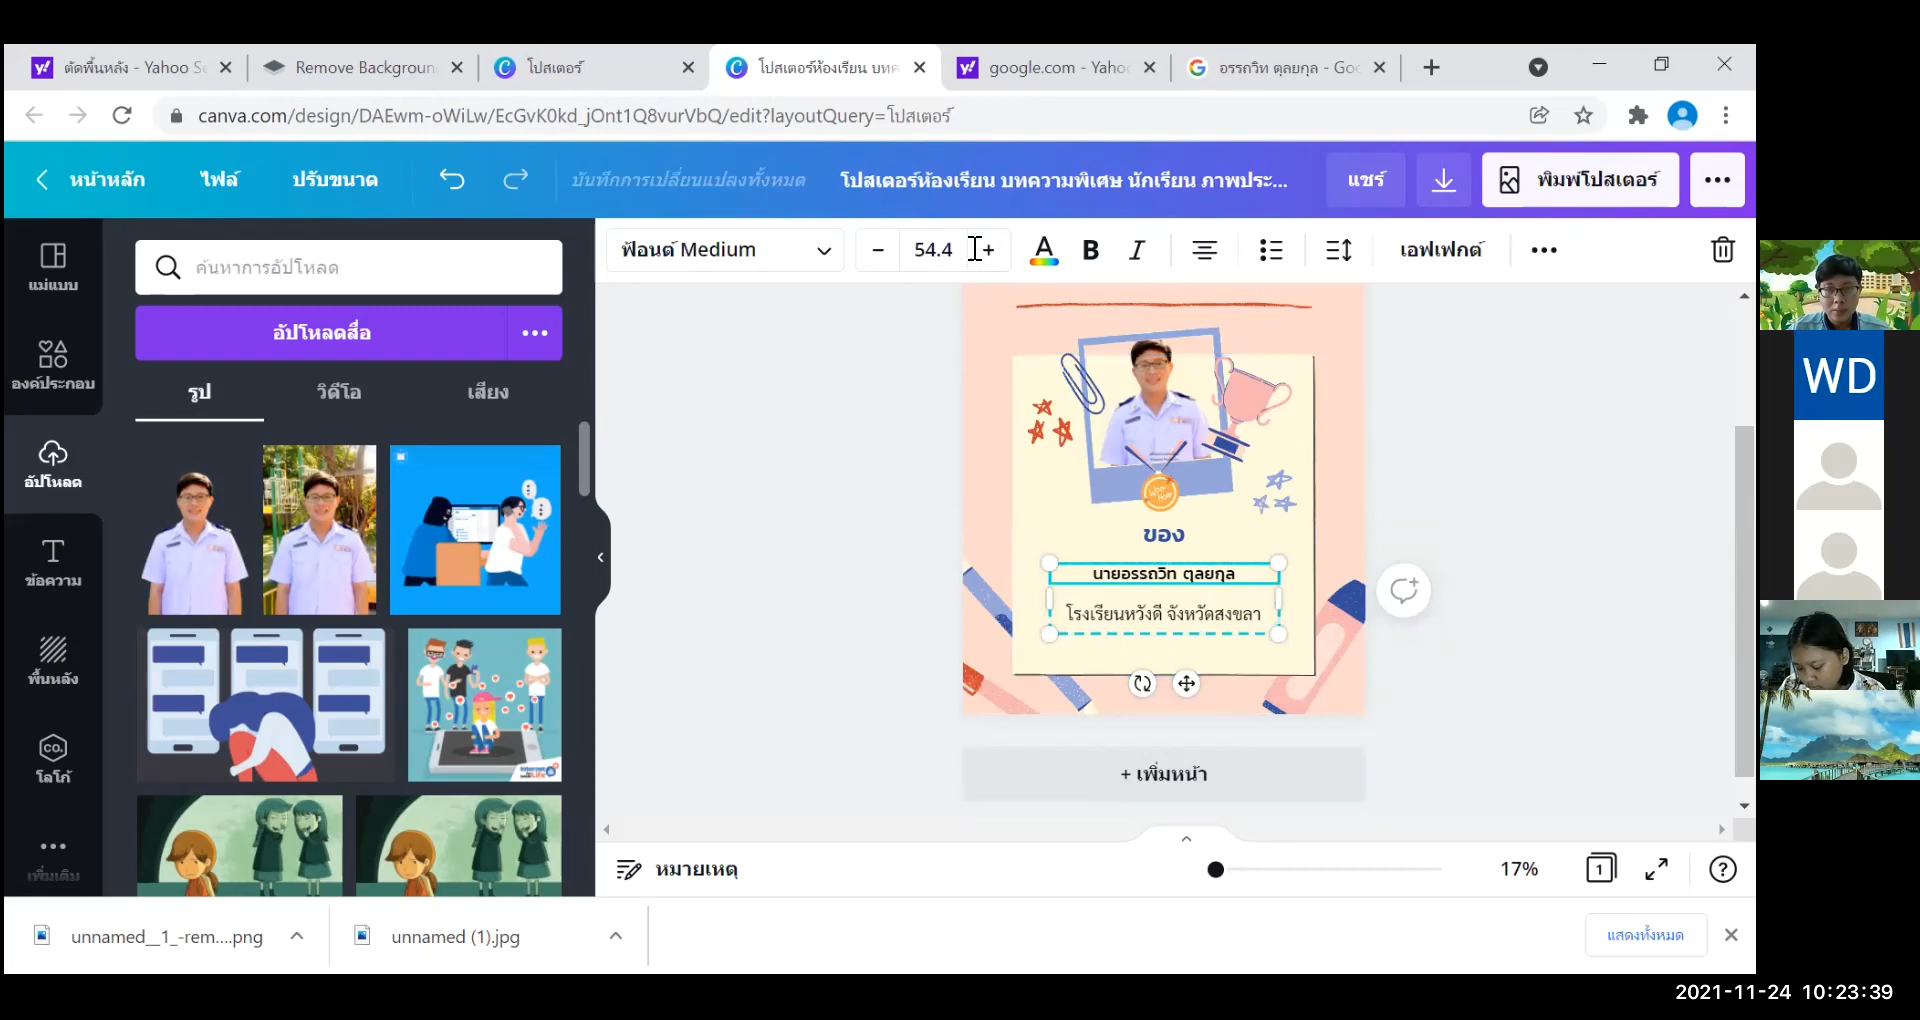 ตัดพื้นหลัง - Yahoo Se
Remove Backgroun
โปสเตอร์
โปสเตอร์ห้องเรียน บทค
google.com - Yaho
อรรถวิท ตุลยกุล - Goo
canva.com/design/DAEwm-oWiLw/EcGvK0kd_jOnt1Q8vurVbQ/edit?layoutQuery=โปสเตอร์
หน้าหลัก
ไฟล์
ปรับขนาด
บันทึกการเปลี่ยนแปลงทั้งหมด
โปสเตอร์ห้องเรียน บทความพิเศษ นักเรียน ภาพประ...
แชร์
พิมพ์โปสเตอร์
แม่แบบ
องค์ประกอบ
อัปโหลด
ข้อความ
พื้นหลัง
CO.
โลโก้
เพิ่มเติม
ค้นหาการอัปโหลด
อัปโหลดสื่อ
รูป
วิดีโอ
เสียง
ฟ้อนต์ Medium
– 54.4 +
A B I
เอฟเฟกต์
ของ
นายอรรถวิท ตุลยกุล
โรงเรียนหวังดี จังหวัดสงขลา
+ เพิ่มหน้า
หมายเหตุ
17%
1
?
unnamed__1_-rem....png
unnamed (1).jpg
แสดงทั้งหมด
WD
2021-11-24 10:23:39